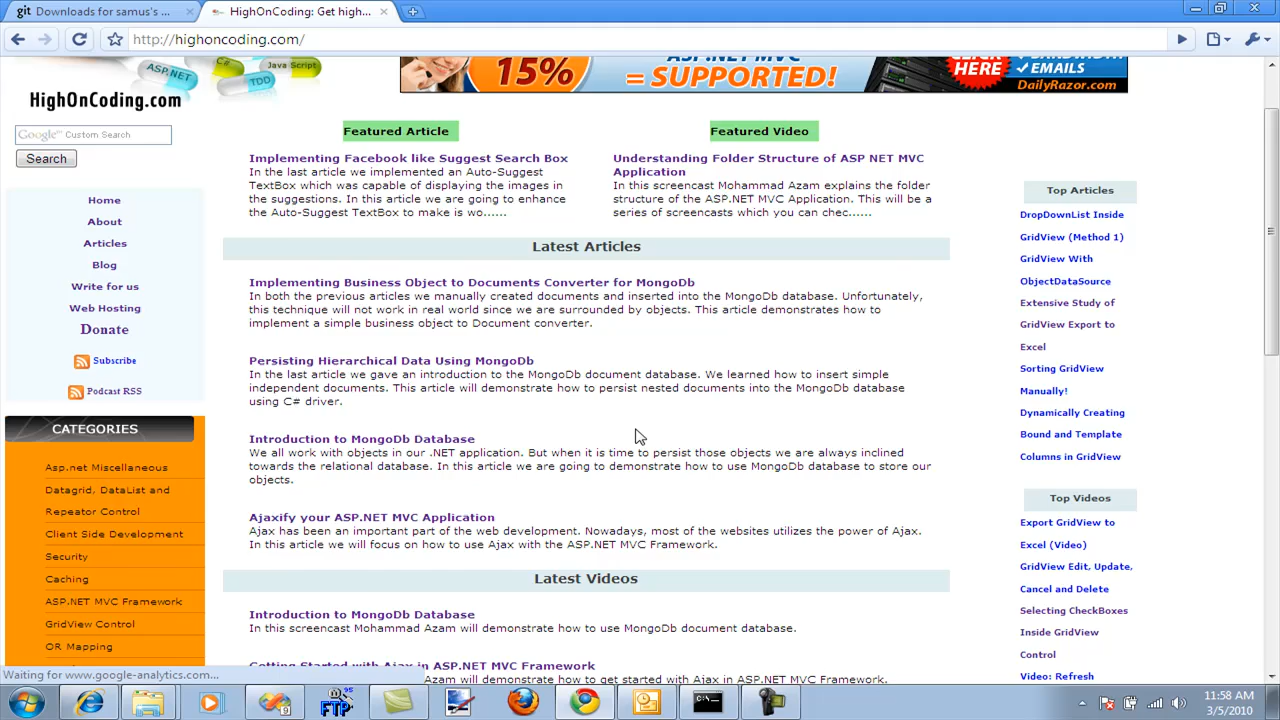 git Downloads for samus's ...
HighOnCoding: Get high...
http://highoncoding.com/
ASP.NET
C#
Java Script
TDD
HighOnCoding.com
15%
ASP.NET MVC
= SUPPORTED!
CLICK
HERE
EMAILS
DailyRazor.com
Google™ Custom Search
Search
Home
About
Articles
Blog
Write for us
Web Hosting
Donate
Subscribe
Podcast RSS
CATEGORIES
Asp.net Miscellaneous
Datagrid, DataList and
Repeator Control
Client Side Development
Security
Caching
ASP.NET MVC Framework
GridView Control
OR Mapping
Featured Article
Implementing Facebook like Suggest Search Box
In the last article we implemented an Auto-Suggest
TextBox which was capable of displaying the images in
the suggestions. In this article we are going to enhance
the Auto-Suggest TextBox to make is wo......
Featured Video
Understanding Folder Structure of ASP NET MVC
Application
In this screencast Mohammad Azam explains the folder
structure of the ASP.NET MVC Application. This will be a
series of screencasts which you can chec......
Latest Articles
Implementing Business Object to Documents Converter for MongoDb
In both the previous articles we manually created documents and inserted into the MongoDb database. Unfortunately,
this technique will not work in real world since we are surrounded by objects. This article demonstrates how to
implement a simple business object to Document converter.
Persisting Hierarchical Data Using MongoDb
In the last article we gave an introduction to the MongoDb document database. We learned how to insert simple
independent documents. This article will demonstrate how to persist nested documents into the MongoDb database
using C# driver.
Introduction to MongoDb Database
We all work with objects in our .NET application. But when it is time to persist those objects we are always inclined
towards the relational database. In this article we are going to demonstrate how to use MongoDb database to store our
objects.
Ajaxify your ASP.NET MVC Application
Ajax has been an important part of the web development. Nowadays, most of the websites utilizes the power of Ajax.
In this article we will focus on how to use Ajax with the ASP.NET MVC Framework.
Latest Videos
Introduction to MongoDb Database
In this screencast Mohammad Azam will demonstrate how to use MongoDb document database.
Getting Started with Ajax in ASP.NET MVC Framework
Azam will demonstrate how to get started with Ajax in ASP.NET MVC Framework.
Top Articles
DropDownList Inside
GridView (Method 1)
GridView With
ObjectDataSource
Extensive Study of
GridView Export to
Excel
Sorting GridView
Manually!
Dynamically Creating
Bound and Template
Columns in GridView
Top Videos
Export GridView to
Excel (Video)
GridView Edit, Update,
Cancel and Delete
Selecting CheckBoxes
Inside GridView
Control
Video: Refresh
Waiting for www.google-analytics.com...
FTP
11:58 AM
3/5/2010